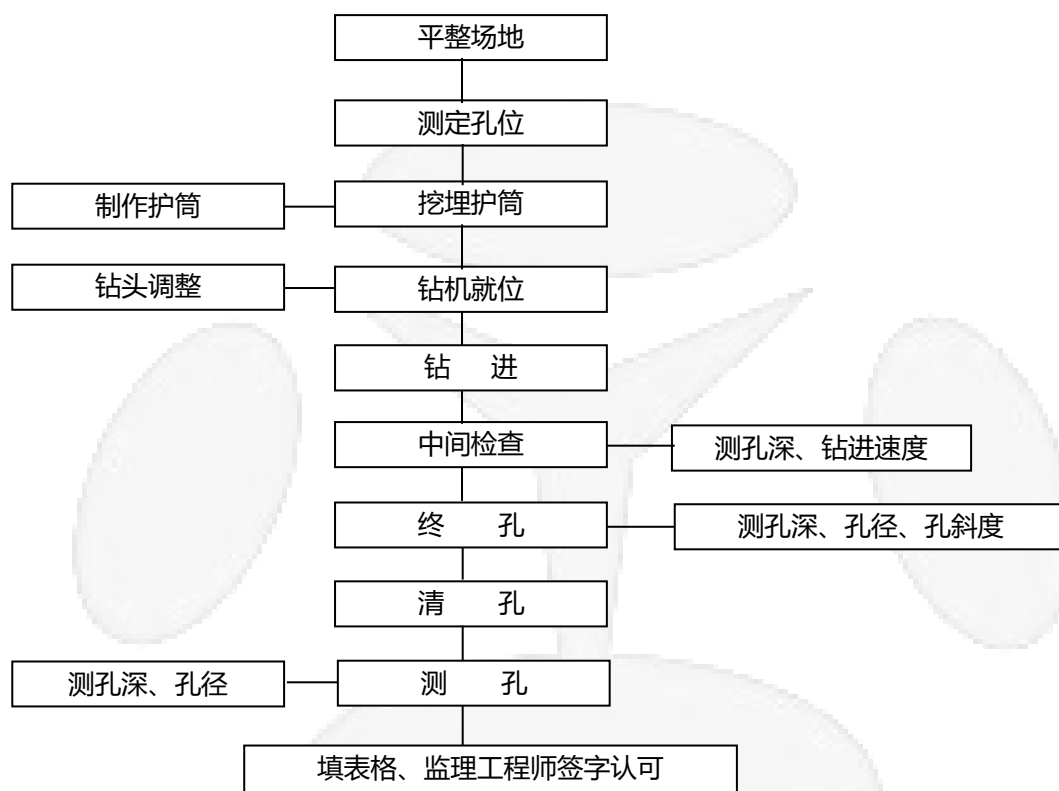 平整场地
测定孔位
制作护筒
挖埋护筒
钻头调整
钻机就位
钻 进
中间检查
测孔深、钻进速度
终 孔
测孔深、孔径、孔斜度
清 孔
测孔深、孔径
测 孔
填表格、监理工程师签字认可